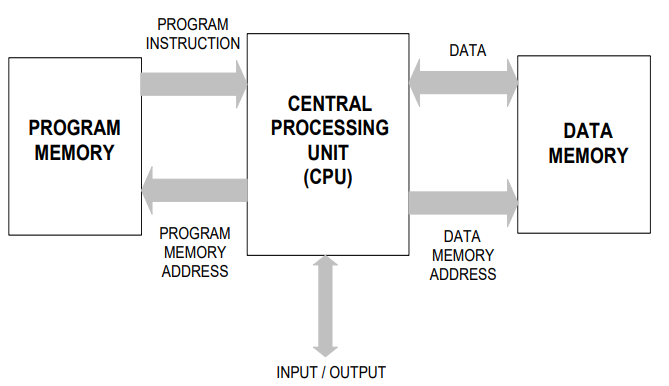 PROGRAM
INSTRUCTION
DATA
PROGRAM
MEMORY
CENTRAL
PROCESSING
UNIT
(CPU)
DATA
MEMORY
PROGRAM
MEMORY
ADDRESS
DATA
MEMORY
ADDRESS
INPUT / OUTPUT